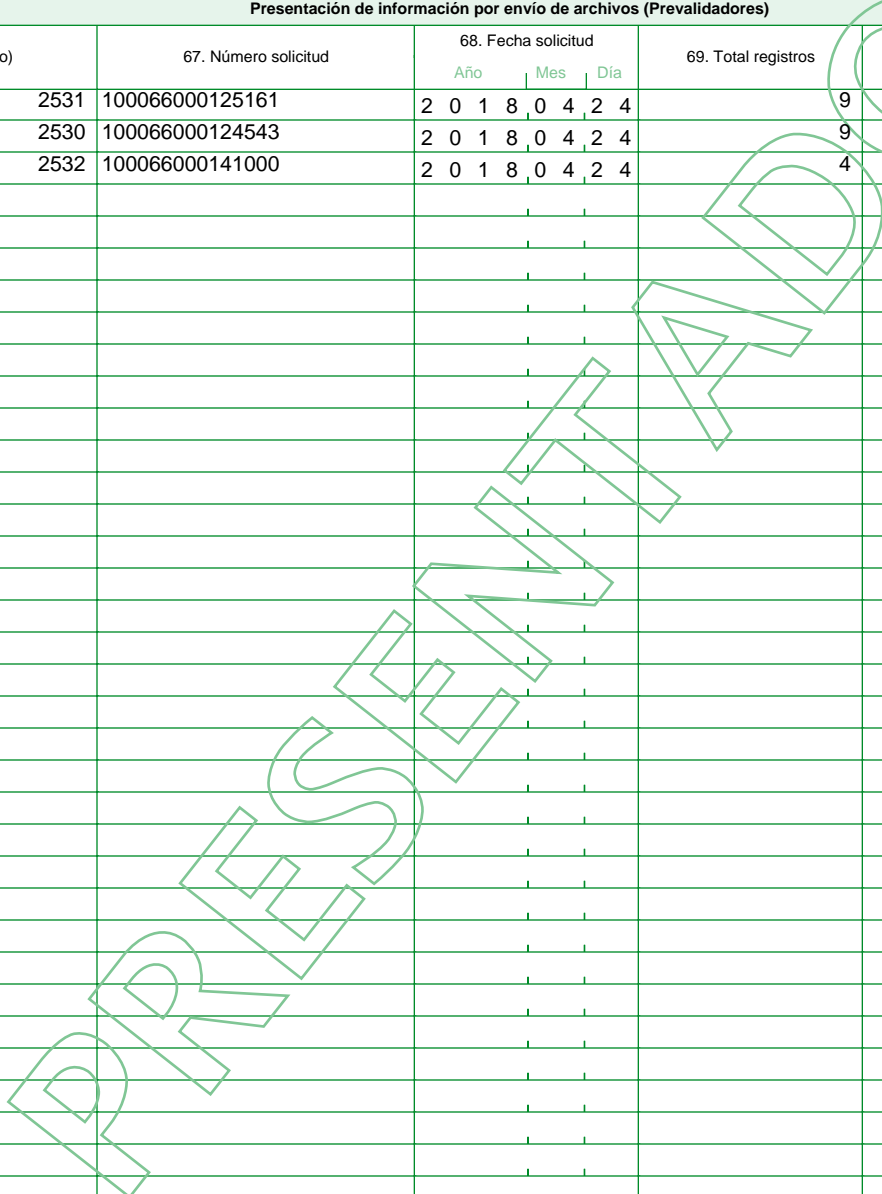 Presentación de información por envío de archivos (Prevalidadores)
o) 67. Número solicitud 68. Fecha solicitud 69. Total registros
Año Mes Día
2531 100066000125161 2 0 1 8 0 4 2 4 9
2530 100066000124543 2 0 1 8 0 4 2 4 9
2532 100066000141000 2 0 1 8 0 4 2 4 4
PRESENTADO